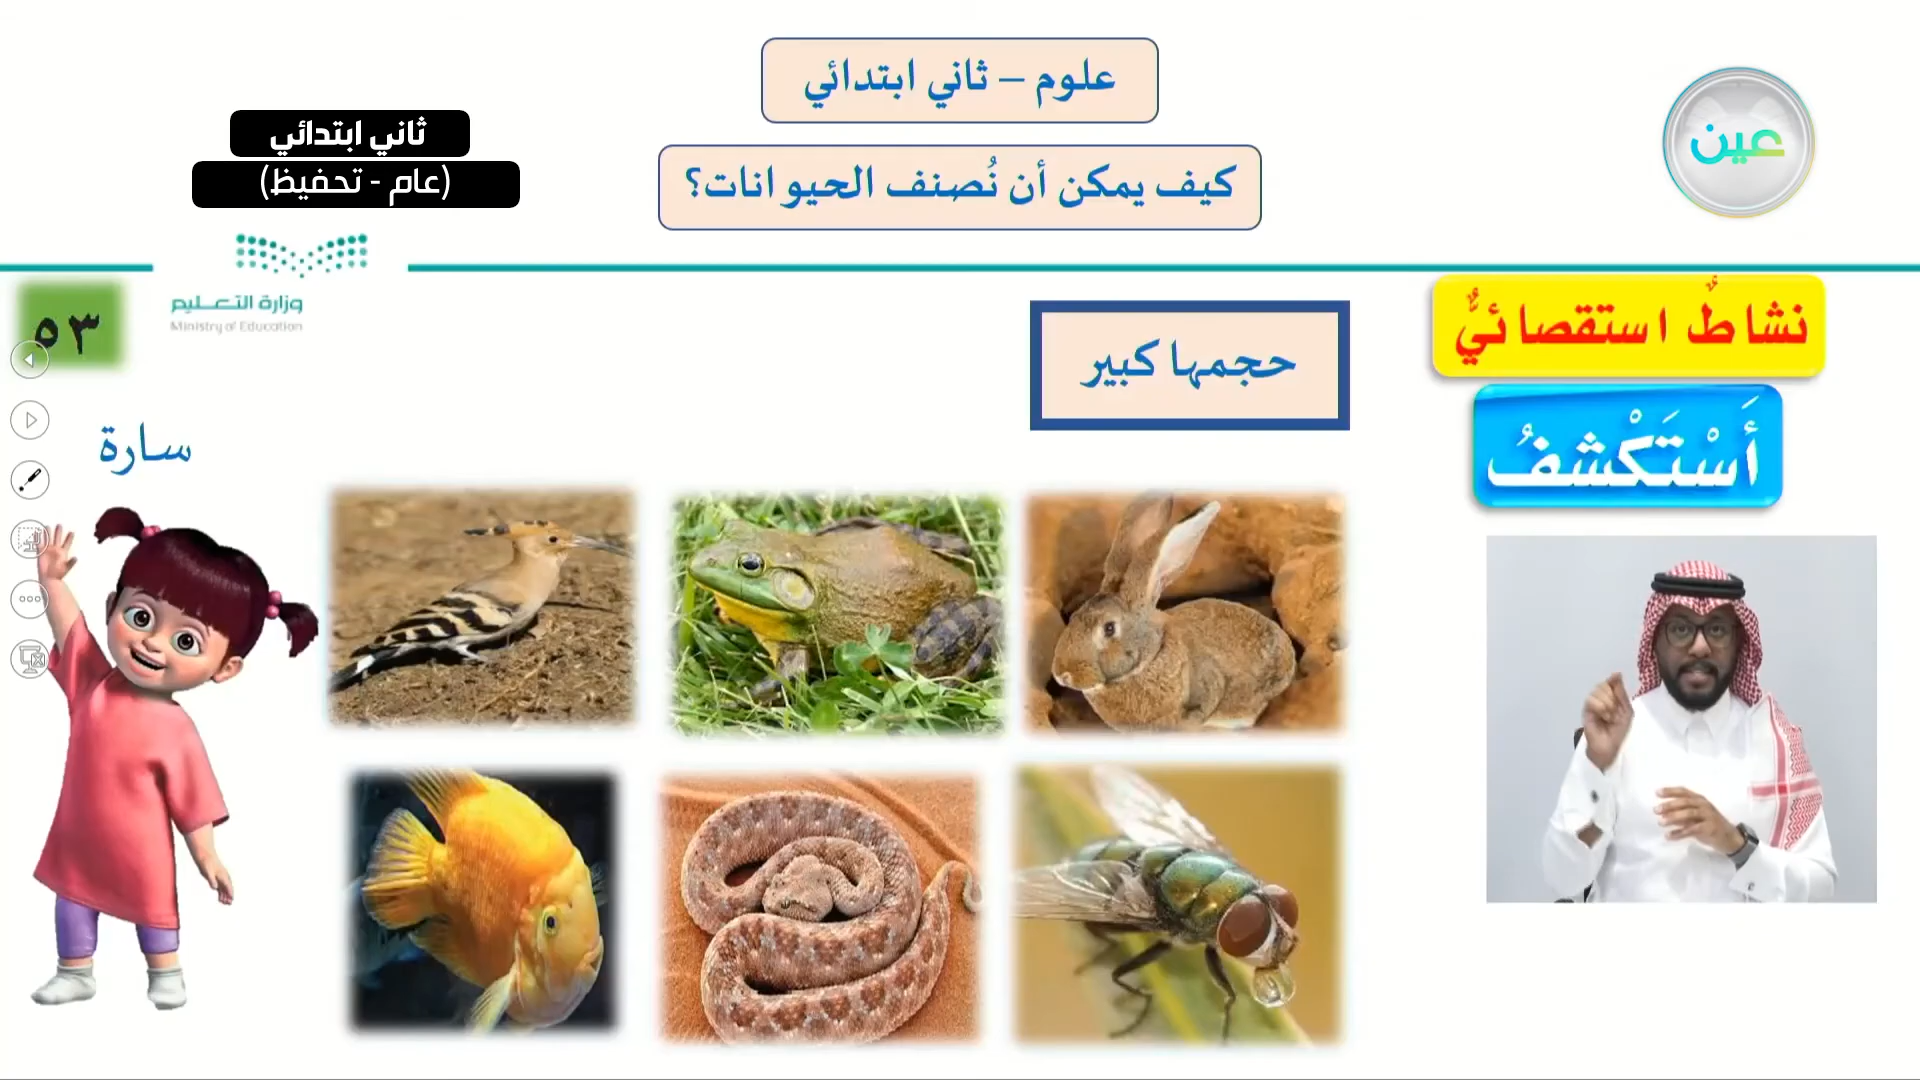 علوم – ثاني ابتدائي
كيف يمكن أن نُصنف الحيوانات؟
عين
ثاني ابتدائي
(عام - تحفيظ)
وزارة التعليم
Ministry of Education
٥٣
نشاطٌ استقصائيٌّ
أَسْتَكْشفُ
حجمها كبير
سارة